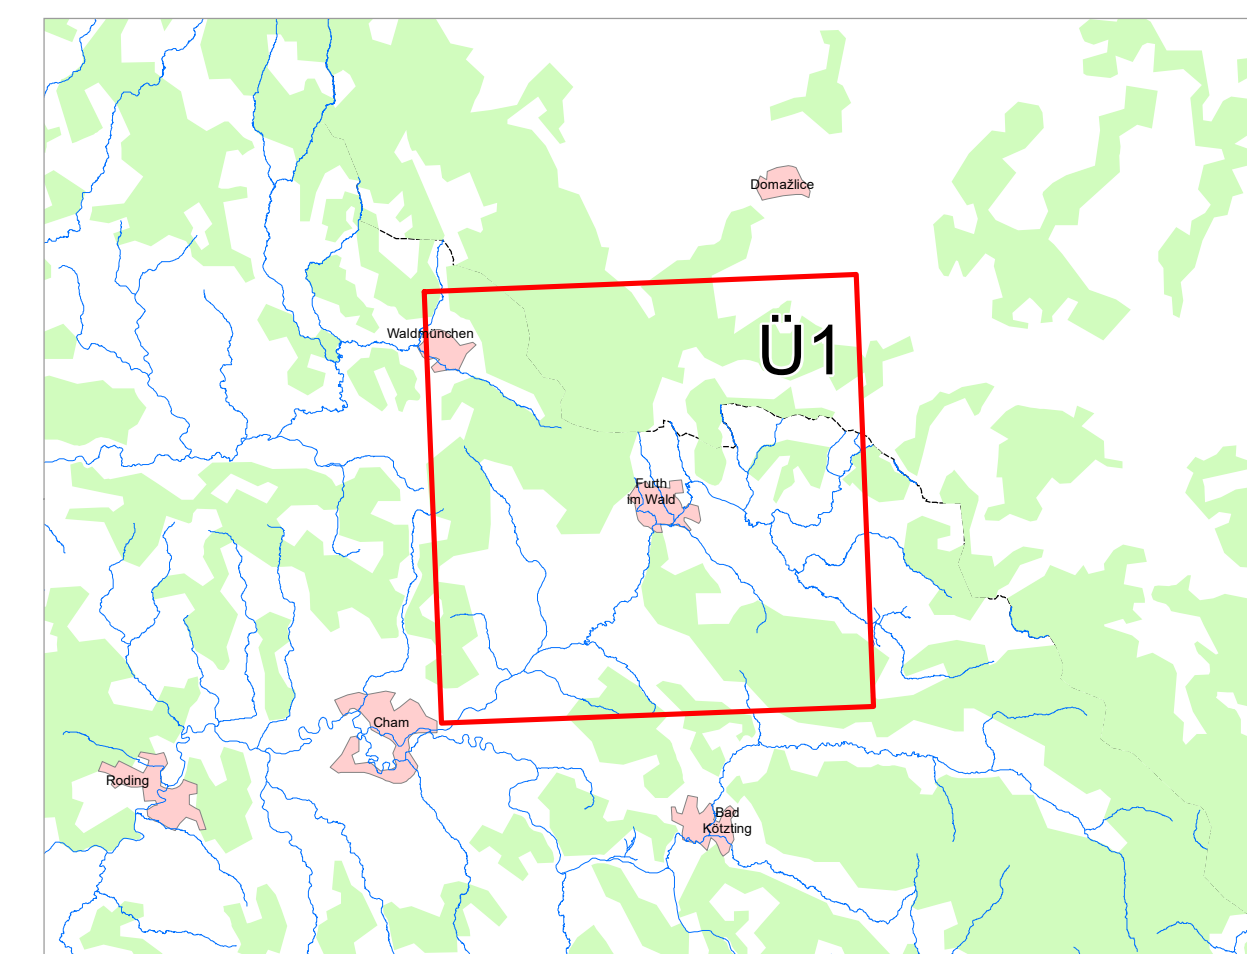 Domažlice
Waldmünchen
Ü1
Furth
im Wald
Cham
Roding
Bad
Kötzting